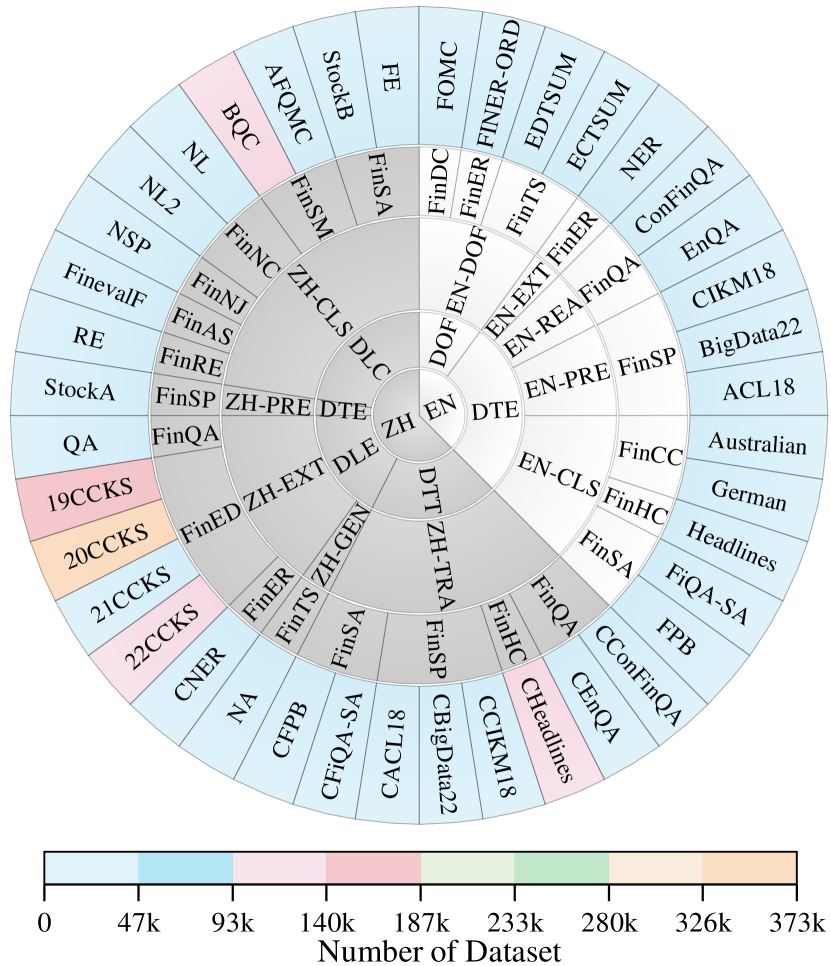 FOMC
FINER-ORD
EDTSUM
ECTSUM
NER
ConFinQA
EnQA
CIKM18
BigData22
ACL18
Australian
German
Headlines
FiQA-SA
FPB
CConFinQA
CEnQA
CHeadlines
CCIKM18
CBigData22
CACL18
CFiQA-SA
CFPB
NA
CNER
22CCKS
21CCKS
20CCKS
19CCKS
QA
StockA
RE
FinevalF
NSP
NL2
NL
BQC
AFQMC
StockB
FE
FinDC
FinER
FinTS
FinER
FinQA
FinSP
FinCC
FinHC
FinSA
FinQA
FinHC
FinSP
FinSA
FinTS
FinER
FinED
FinQA
FinSP
FinRE
FinAS
FinNJ
FinNC
FinSM
FinSA
EN-DOF
EN-EXT
EN-REA
EN-PRE
EN-CLS
ZH-TRA
ZH-GEN
ZH-EXT
ZH-PRE
ZH-CLS
DOF
DTE
DTT
DLE
DTE
DLC
EN
ZH
0 47k 93k 140k 187k 233k 280k 326k 373k
Number of Dataset